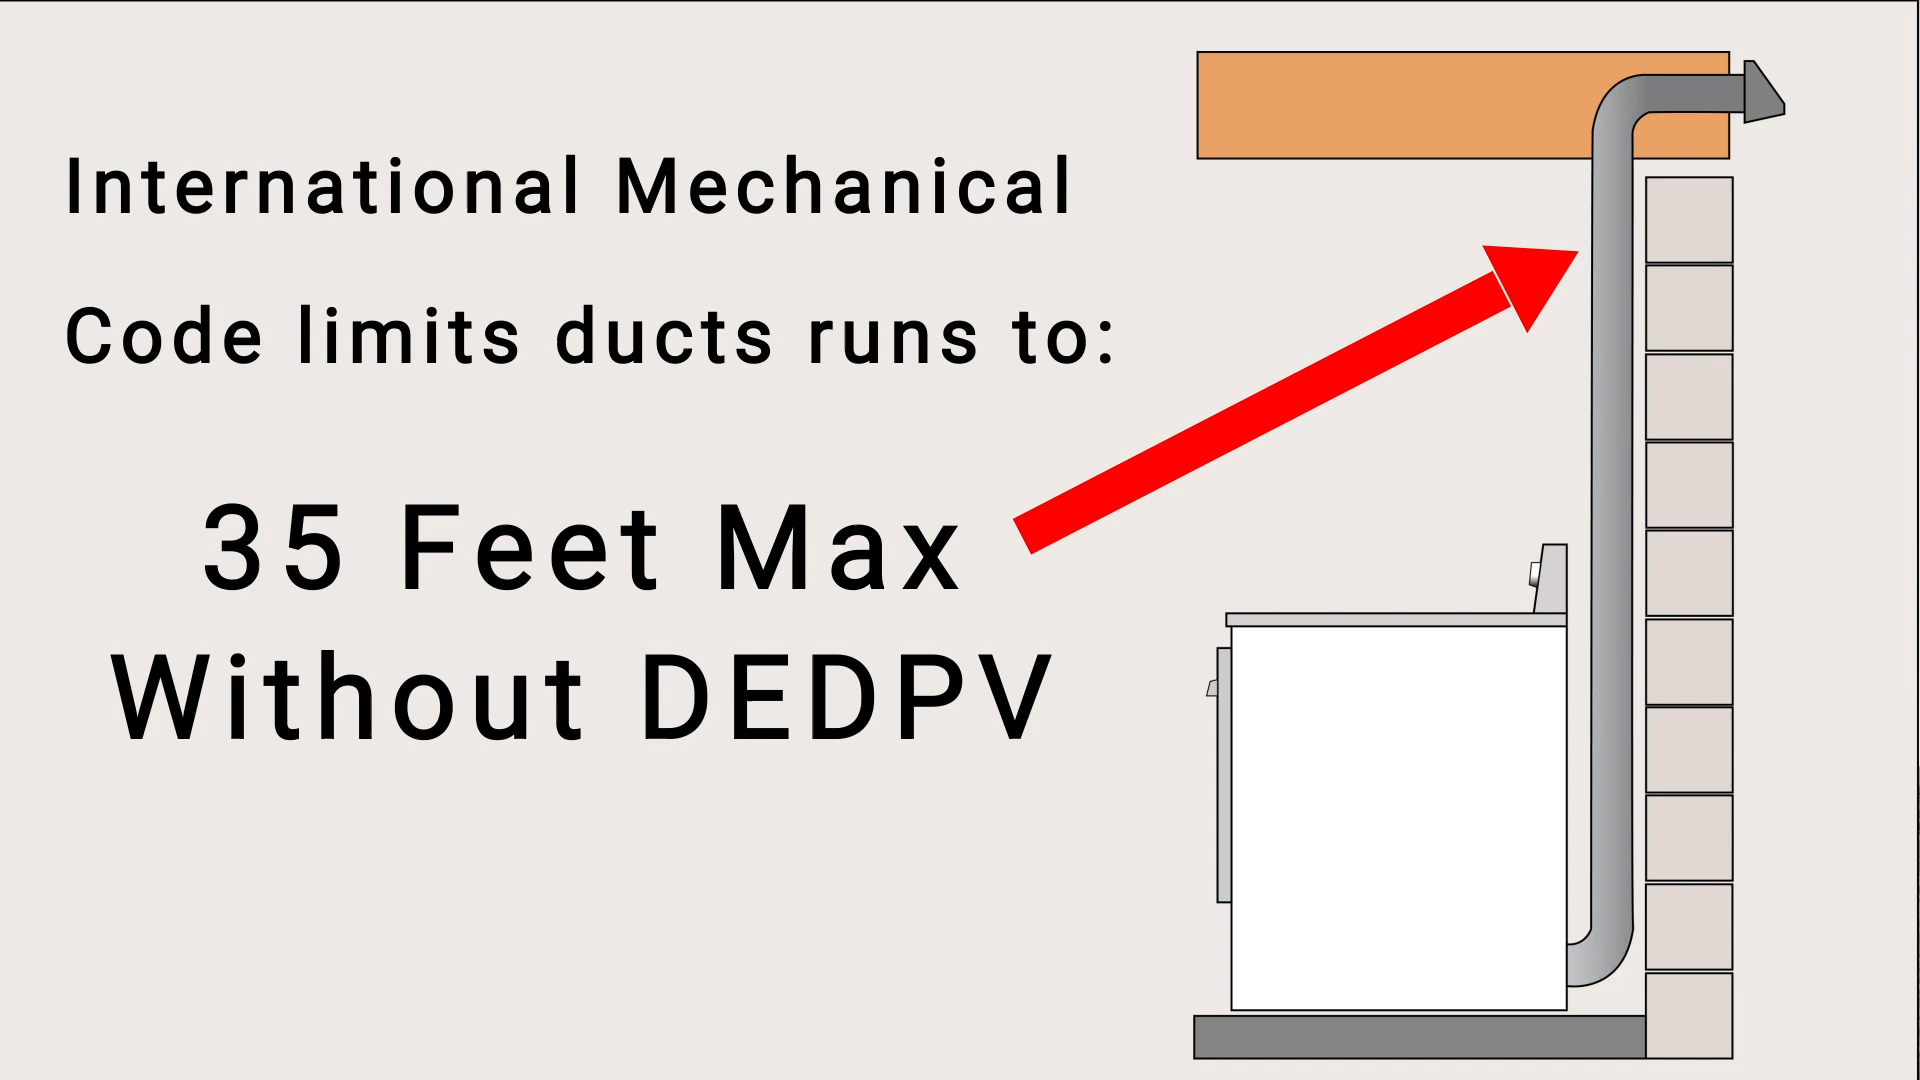 International Mechanical
Code limits ducts runs to:
35 Feet Max
Without DEDPV